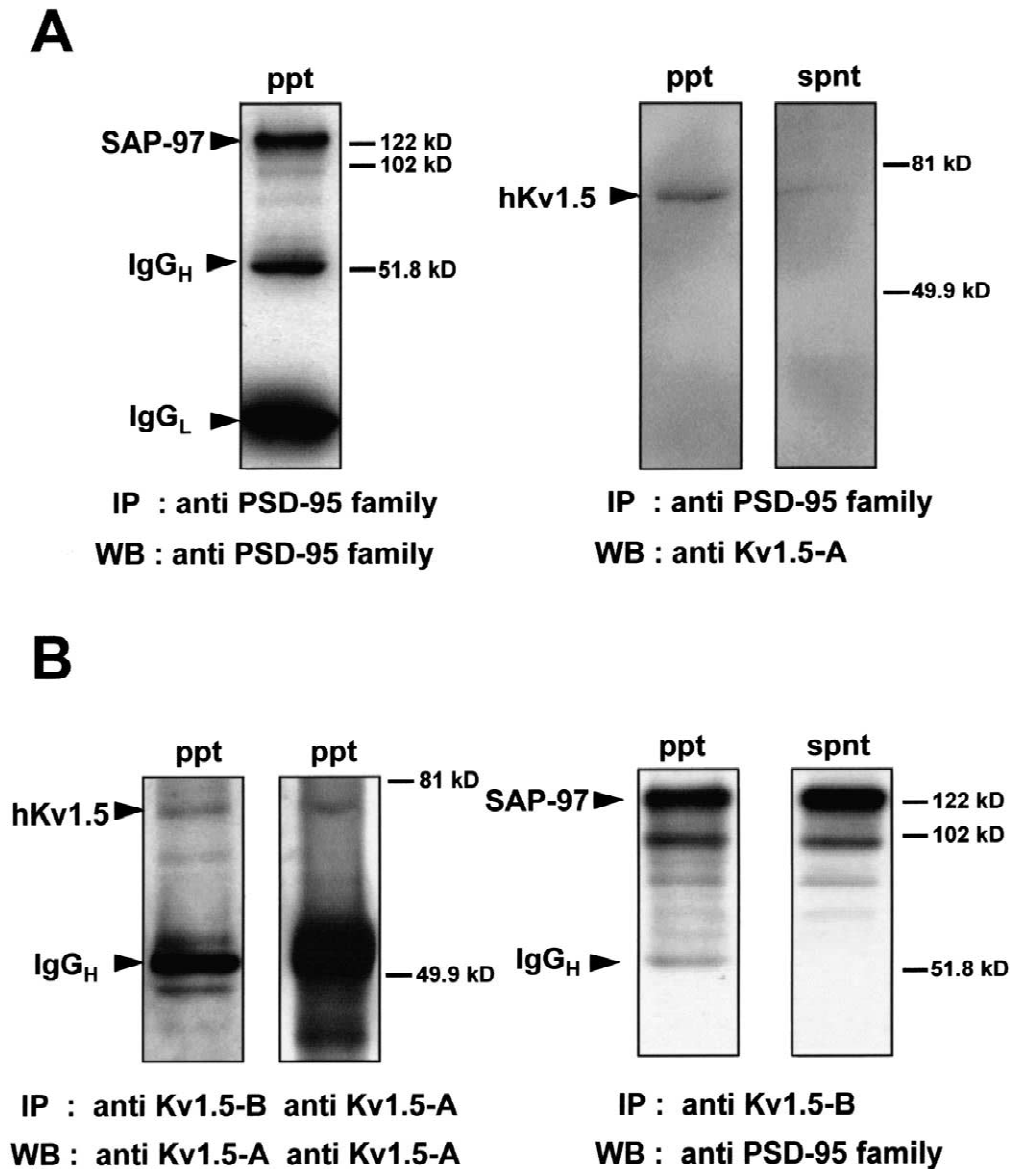 A
ppt
ppt
spnt
SAP-97
122 kD
102 kD
81 kD
hKv1.5
IgGH
51.8 kD
49.9 kD
IgGL
IP : anti PSD-95 family
WB : anti PSD-95 family
IP : anti PSD-95 family
WB : anti Kv1.5-A
B
ppt
ppt
ppt
spnt
81 kD
hKv1.5
SAP-97
122 kD
102 kD
IgGH
49.9 kD
IgGH
51.8 kD
IP : anti Kv1.5-B anti Kv1.5-A
WB : anti Kv1.5-A anti Kv1.5-A
IP : anti Kv1.5-B
WB : anti PSD-95 family